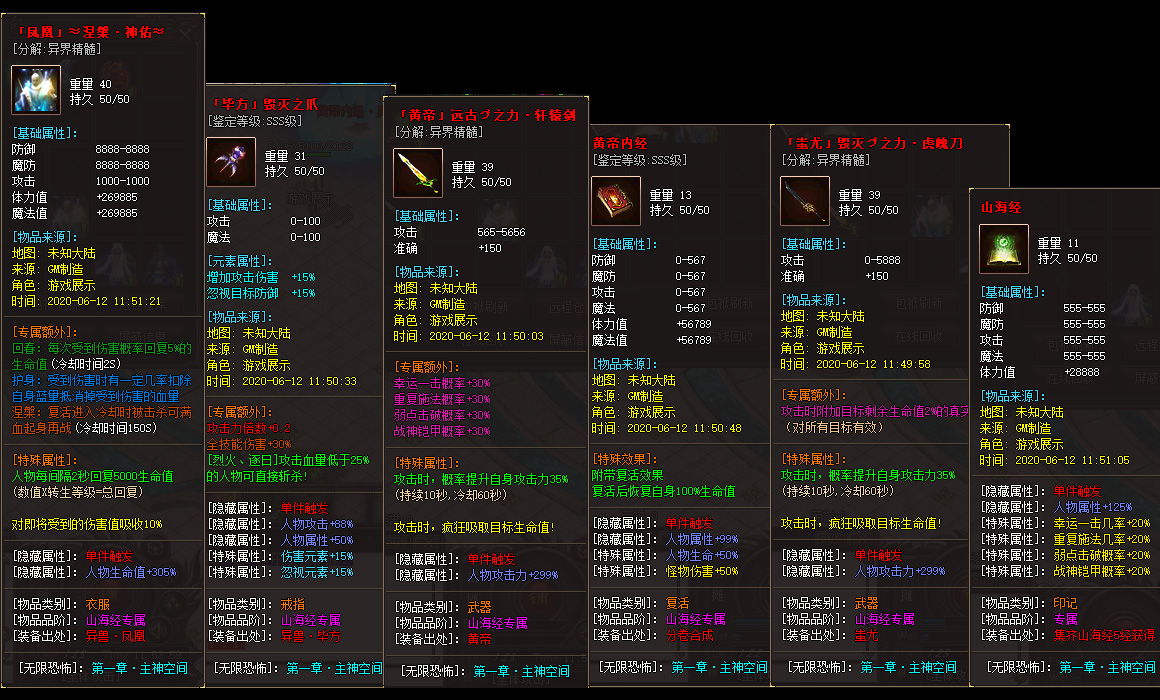 「凤凰」≈涅槃·神佑≈
[分解:异界精髓]
重量 40
持久 50/50
[基础属性]:
防御 8888-8888
魔防 8888-8888
攻击 1000-1000
体力值 +269885
魔法值 +269885
[物品来源]:
地图: 未知大陆
来源: GM制造
角色: 游戏展示
时间: 2020-06-12 11:51:21
[专属额外]:
回春: 每次受到伤害概率回复5%的
生命值(冷却时间2S)
护身: 受到伤害时有一定几率扣除
自身蓝量抵消掉受到伤害的血量
涅槃: 复活进入冷却时被击杀可满
血起身再战(冷却时间150S)
[特殊属性]:
人物每间隔2秒回复5000生命值
(数值X转生等级=总回复)
对即将受到的伤害值吸收10%
[隐藏属性]: 单件触发
[隐藏属性]: 人物生命值+305%
[物品类别]: 衣服
[物品品阶]: 山海经专属
[装备出处]: 异兽·凤凰
[无限恐怖]: 第一章·主神空间
「毕方」毁灭之爪
[鉴定等级:SSS级]
重量 31
持久 50/50
[基础属性]:
攻击 0-100
魔法 0-100
[元素属性]:
增加攻击伤害 +15%
忽视目标防御 +15%
[物品来源]:
地图: 未知大陆
来源: GM制造
角色: 游戏展示
时间: 2020-06-12 11:50:33
[专属额外]:
攻击力倍数+0.2
全技能伤害+30%
[烈火、逐日]攻击血量低于25%
的人物可直接斩杀!
[隐藏属性]: 单件触发
[隐藏属性]: 人物攻击+88%
[隐藏属性]: 人物属性+50%
[特殊属性]: 伤害元素+15%
[特殊属性]: 忽视元素+15%
[物品类别]: 戒指
[物品品阶]: 山海经专属
[装备出处]: 异兽·毕方
[无限恐怖]: 第一章·主神空间
「黄帝」远古ク之力·轩辕剑
[分解:异界精髓]
重量 39
持久 50/50
[基础属性]:
攻击 565-5656
准确 +150
[物品来源]:
地图: 未知大陆
来源: GM制造
角色: 游戏展示
时间: 2020-06-12 11:50:03
[专属额外]:
幸运一击概率+30%
重复施法概率+30%
弱点击破概率+30%
战神铠甲概率+30%
[特殊属性]:
攻击时, 概率提升自身攻击力35%
(持续10秒,冷却60秒)
攻击时, 疯狂吸取目标生命值!
[隐藏属性]: 单件触发
[隐藏属性]: 人物攻击力+299%
[物品类别]: 武器
[物品品阶]: 山海经专属
[装备出处]: 黄帝
[无限恐怖]: 第一章·主神空间
黄帝内经
[鉴定等级:SSS级]
重量 13
持久 50/50
[基础属性]:
防御 0-567
魔防 0-567
攻击 0-567
魔法 0-567
体力值 +56789
魔法值 +56789
[物品来源]:
地图: 未知大陆
来源: GM制造
角色: 游戏展示
时间: 2020-06-12 11:50:48
[特殊效果]:
附带复活效果
复活后恢复自身100%生命值
[隐藏属性]: 单件触发
[隐藏属性]: 人物属性+99%
[特殊属性]: 人物生命+50%
[特殊属性]: 怪物伤害+50%
[物品类别]: 复活
[物品品阶]: 山海经专属
[装备出处]: 分卷合成
[无限恐怖]: 第一章·主神空间
「蚩尤」毁灭ク之力·虎魄刀
[分解:异界精髓]
重量 39
持久 50/50
[基础属性]:
攻击 0-5888
准确 +150
[物品来源]:
地图: 未知大陆
来源: GM制造
角色: 游戏展示
时间: 2020-06-12 11:49:58
[专属额外]:
攻击时附加目标剩余生命值2%的真实
(对所有目标有效)
[特殊属性]:
攻击时, 概率提升自身攻击力35%
(持续10秒,冷却60秒)
攻击时, 疯狂吸取目标生命值!
[隐藏属性]: 单件触发
[隐藏属性]: 人物攻击力+299%
[物品类别]: 武器
[物品品阶]: 山海经专属
[装备出处]: 蚩尤
[无限恐怖]: 第一章·主神空间
山海经
重量 11
持久 50/50
[基础属性]:
防御 555-555
魔防 555-555
攻击 555-555
魔法 555-555
体力值 +28888
[物品来源]:
地图: 未知大陆
来源: GM制造
角色: 游戏展示
时间: 2020-06-12 11:51:05
[隐藏属性]: 单件触发
[隐藏属性]: 人物属性+125%
[特殊属性]: 幸运一击几率+20%
[特殊属性]: 重复施法几率+20%
[特殊属性]: 弱点击破概率+20%
[特殊属性]: 战神铠甲概率+20%
[物品类别]: 印记
[物品品阶]: 专属
[装备出处]: 集齐山海经5经获得
[无限恐怖]: 第一章·主神空间